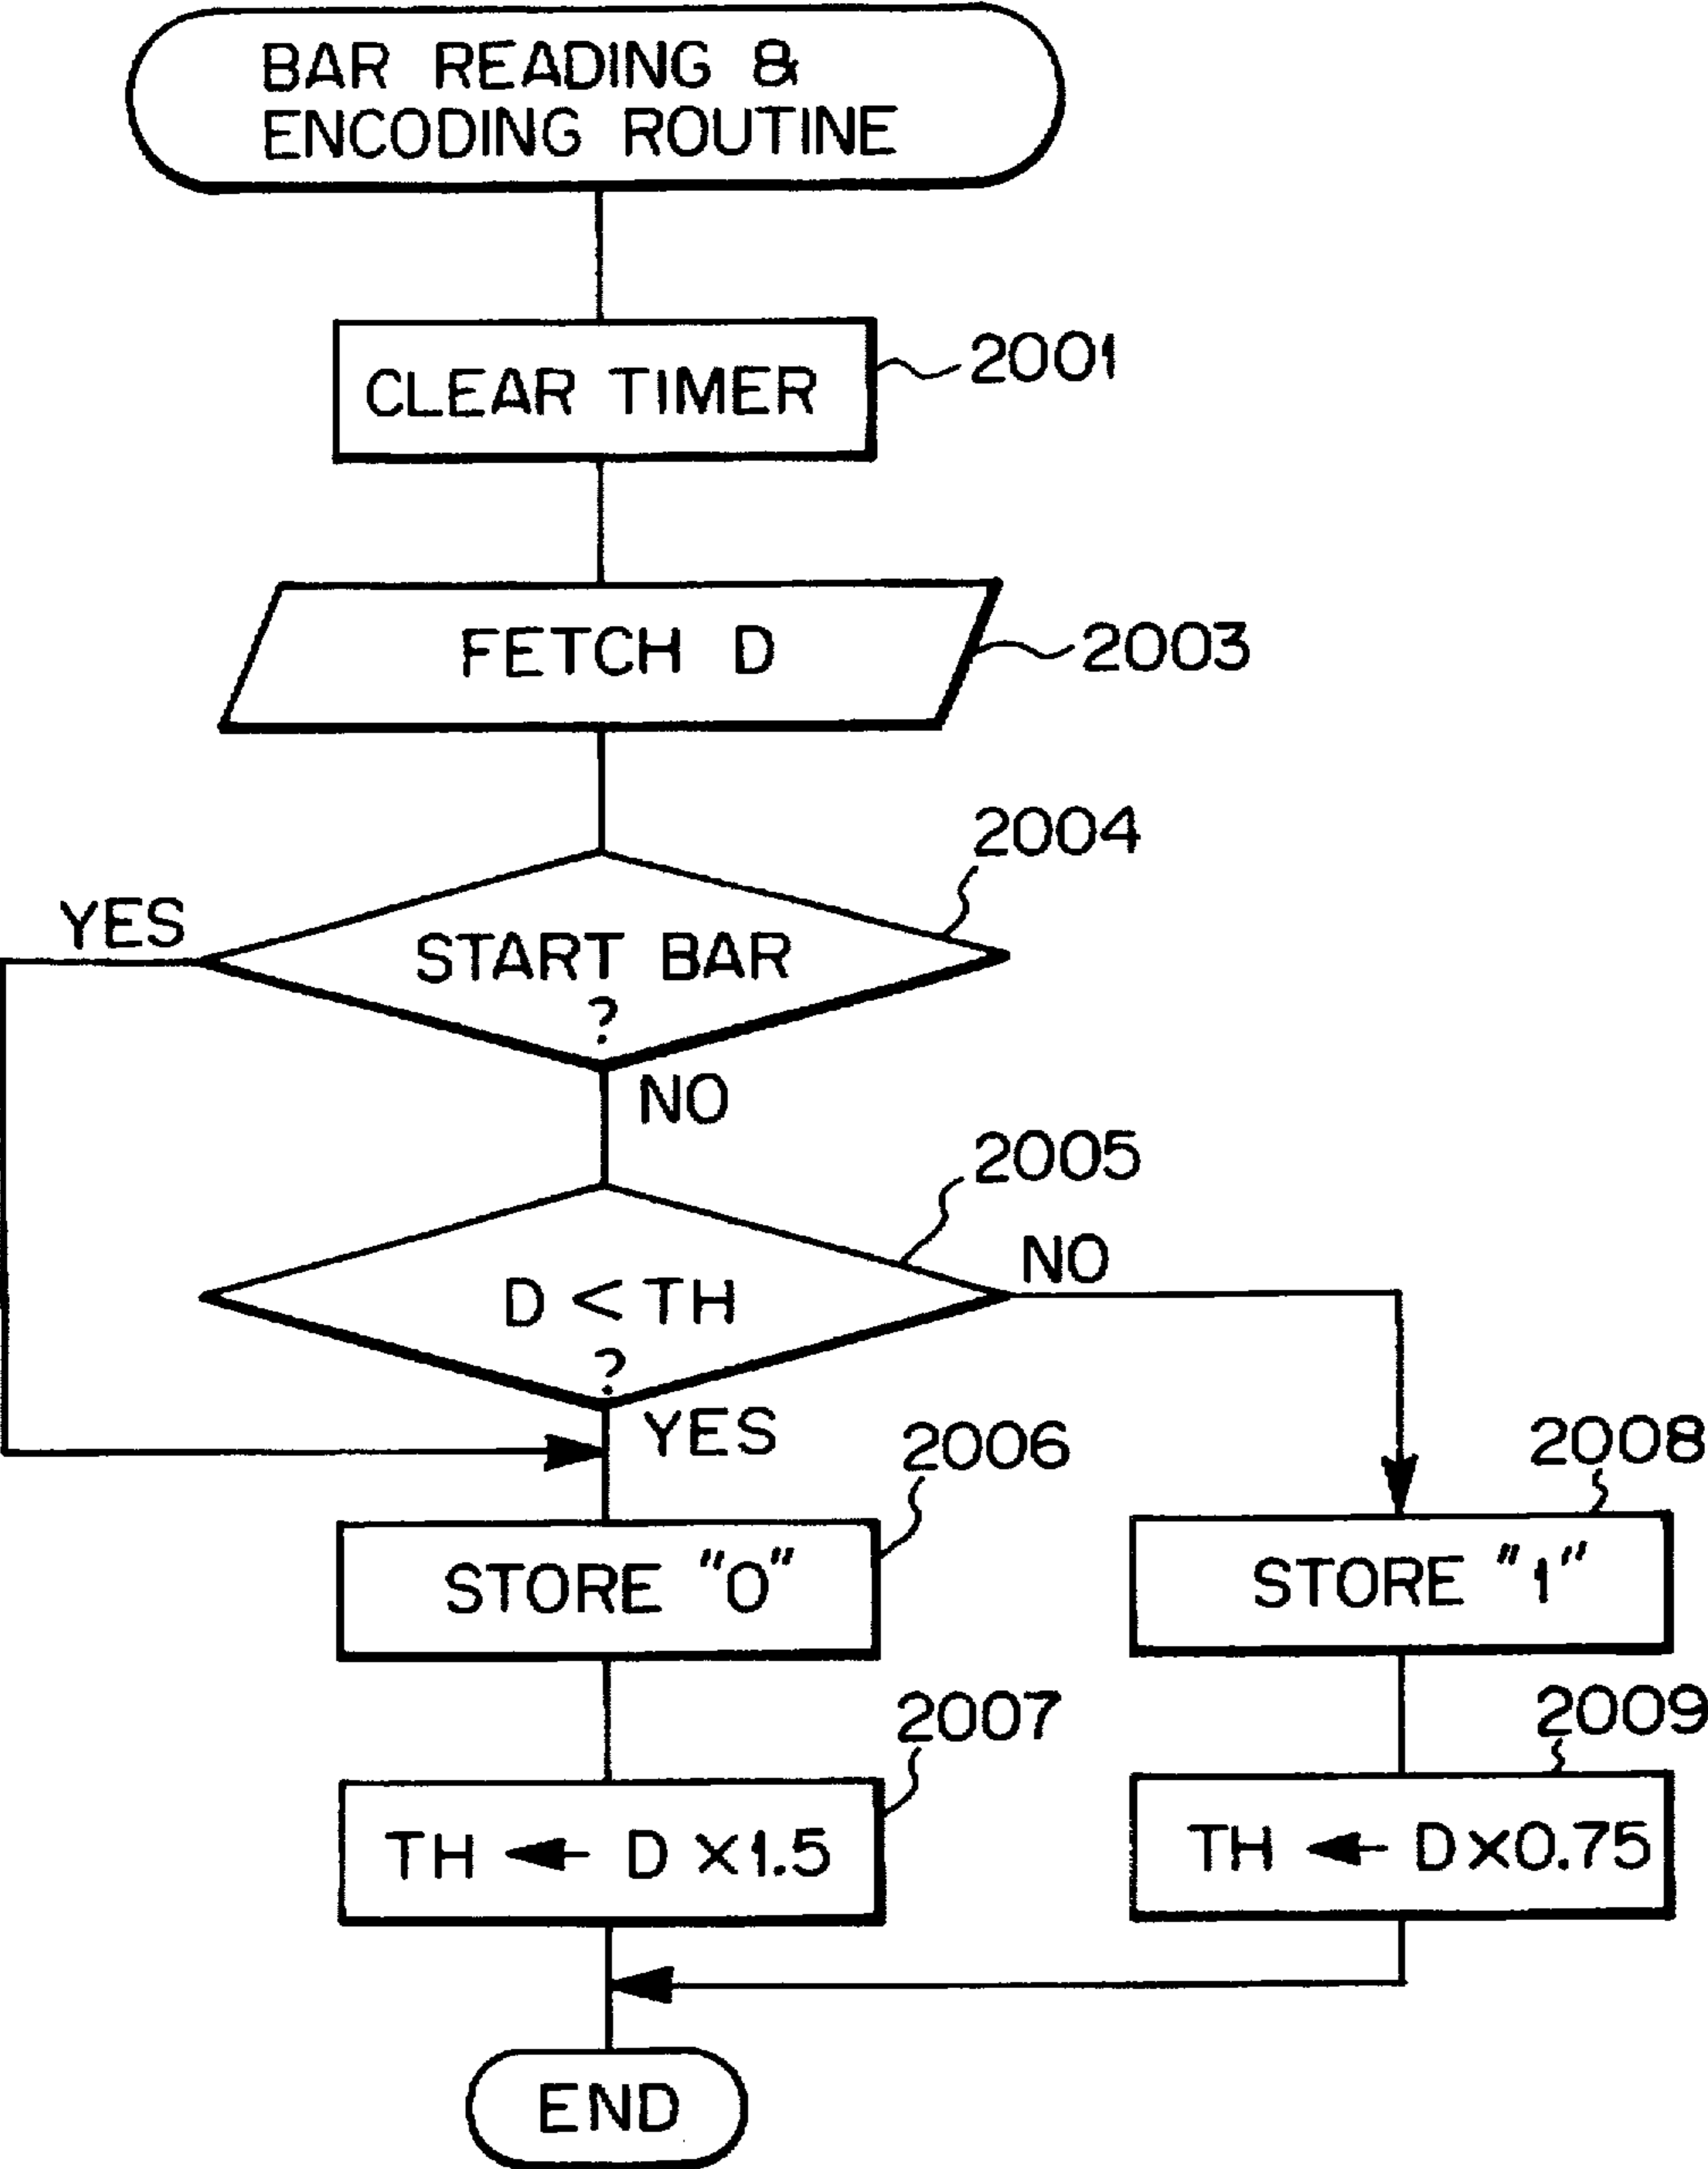 BAR READING &
ENCODING ROUTINE
CLEAR TIMER
2001
FETCH D
2003
2004
YES
START BAR
?
NO
2005
D < TH
?
NO
YES
2006
2008
STORE "0"
STORE "1"
2007
2009
TH ← D ×1.5
TH ← D×0.75
END